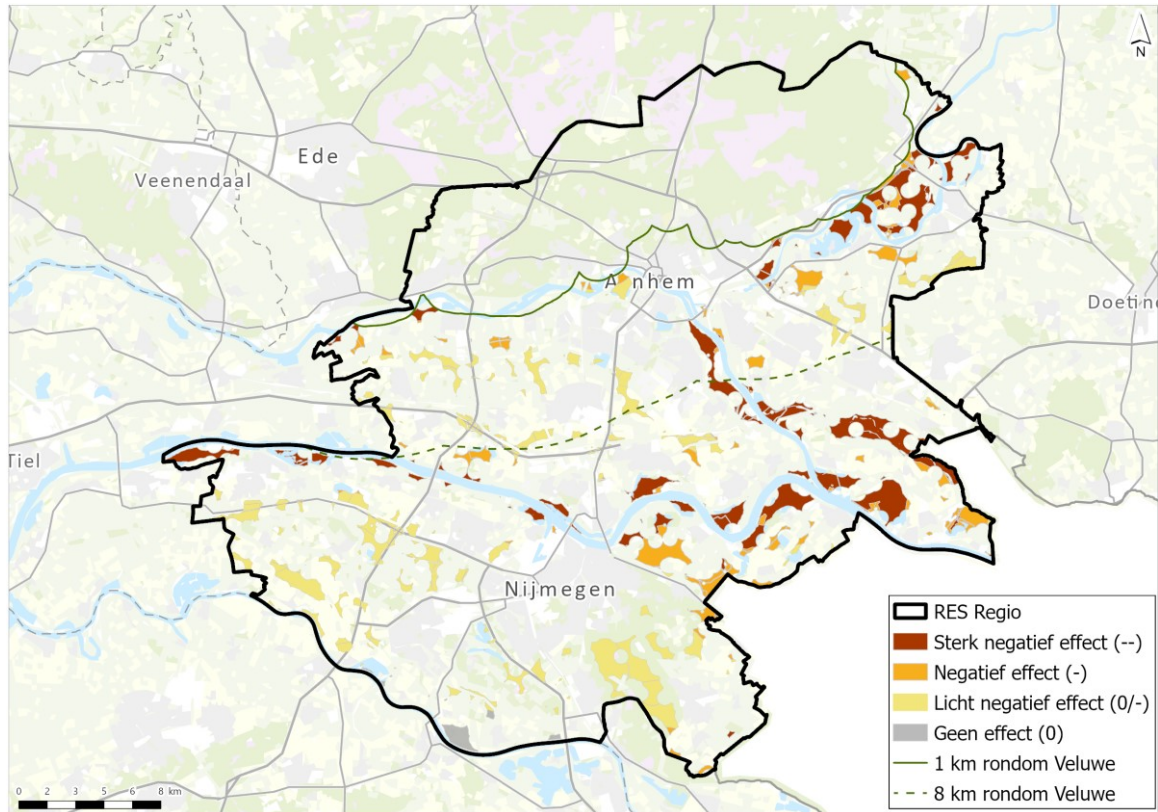 N
Ede
Veenendaal
Arnhem
Doetinc
Tiel
Nijmegen
RES Regio
Sterk negatief effect (--)
Negatief effect (-)
Licht negatief effect (0/-)
Geen effect (0)
1 km rondom Veluwe
8 km rondom Veluwe
0 2 3 5 6 8 km